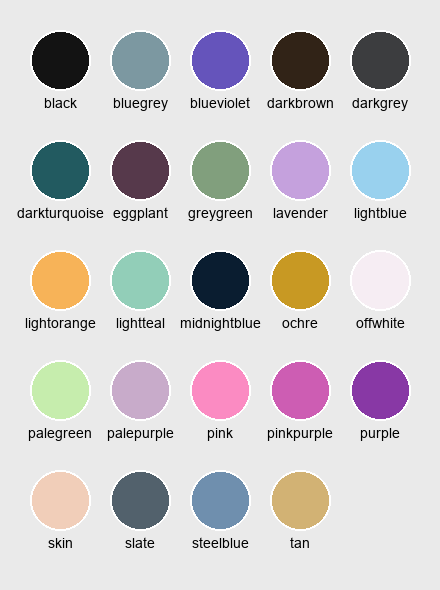 black bluegrey blueviolet darkbrown darkgrey
darkturquoise eggplant greygreen lavender lightblue
lightorange lightteal midnightblue ochre offwhite
palegreen palepurple pink pinkpurple purple
skin slate steelblue tan